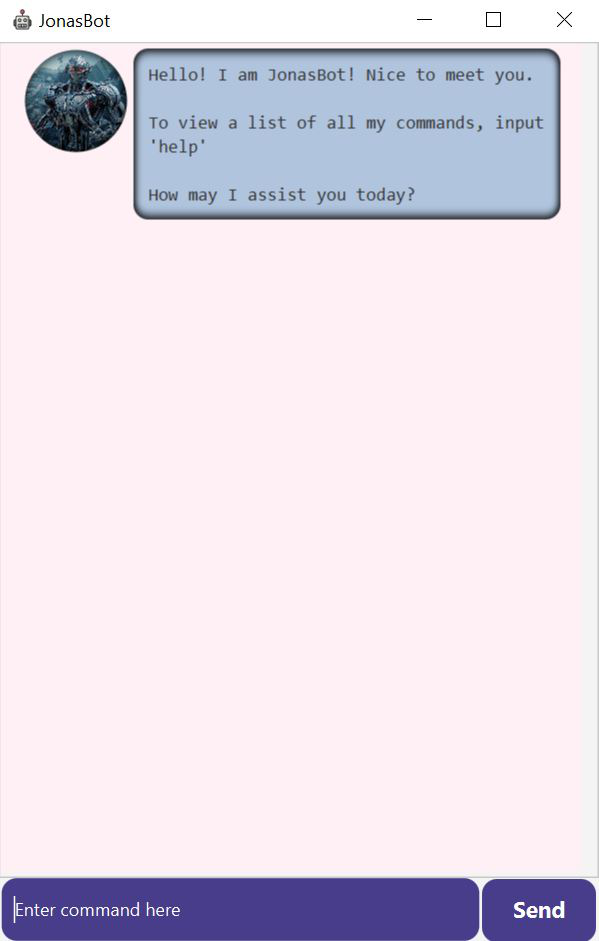 JonasBot
Hello! I am JonasBot! Nice to meet you.
To view a list of all my commands, input
'help'
How may I assist you today?
Enter command here
Send